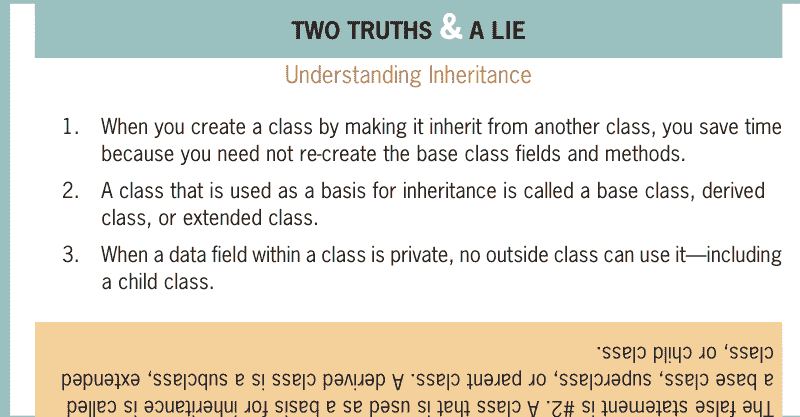 TWO TRUTHS & A LIE
Understanding Inheritance
1. When you create a class by making it inherit from another class, you save time
because you need not re-create the base class fields and methods.
2. A class that is used as a basis for inheritance is called a base class, derived
class, or extended class.
3. When a data field within a class is private, no outside class can use it—including
a child class.
The false statement is #2. A class that is used as a basis for inheritance is called
a base class, superclass, or parent class. A derived class is a subclass, extended
class, or child class.